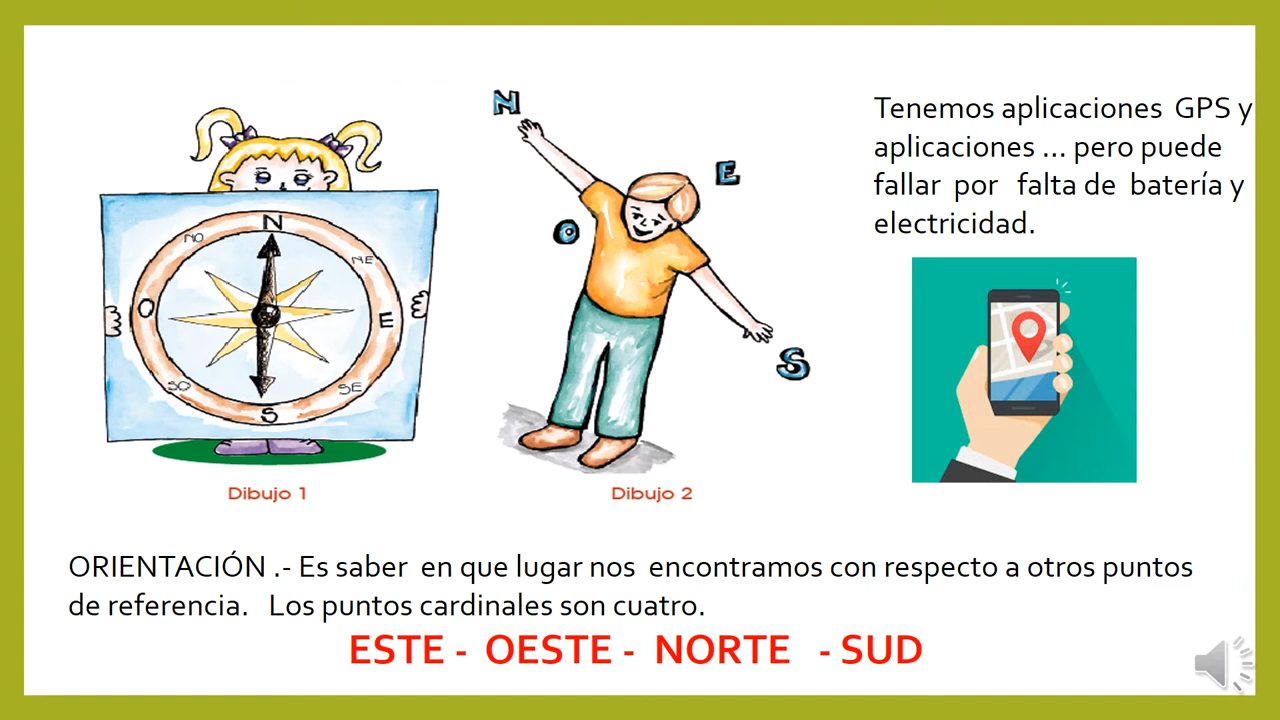 N
NO
NE
O
E
SO
SE
S
Dibujo 1
N
E
O
S
Dibujo 2
Tenemos aplicaciones GPS y
aplicaciones ... pero puede
fallar por falta de batería y
electricidad.
ORIENTACIÓN .- Es saber en que lugar nos encontramos con respecto a otros puntos
de referencia. Los puntos cardinales son cuatro.
ESTE - OESTE - NORTE - SUD